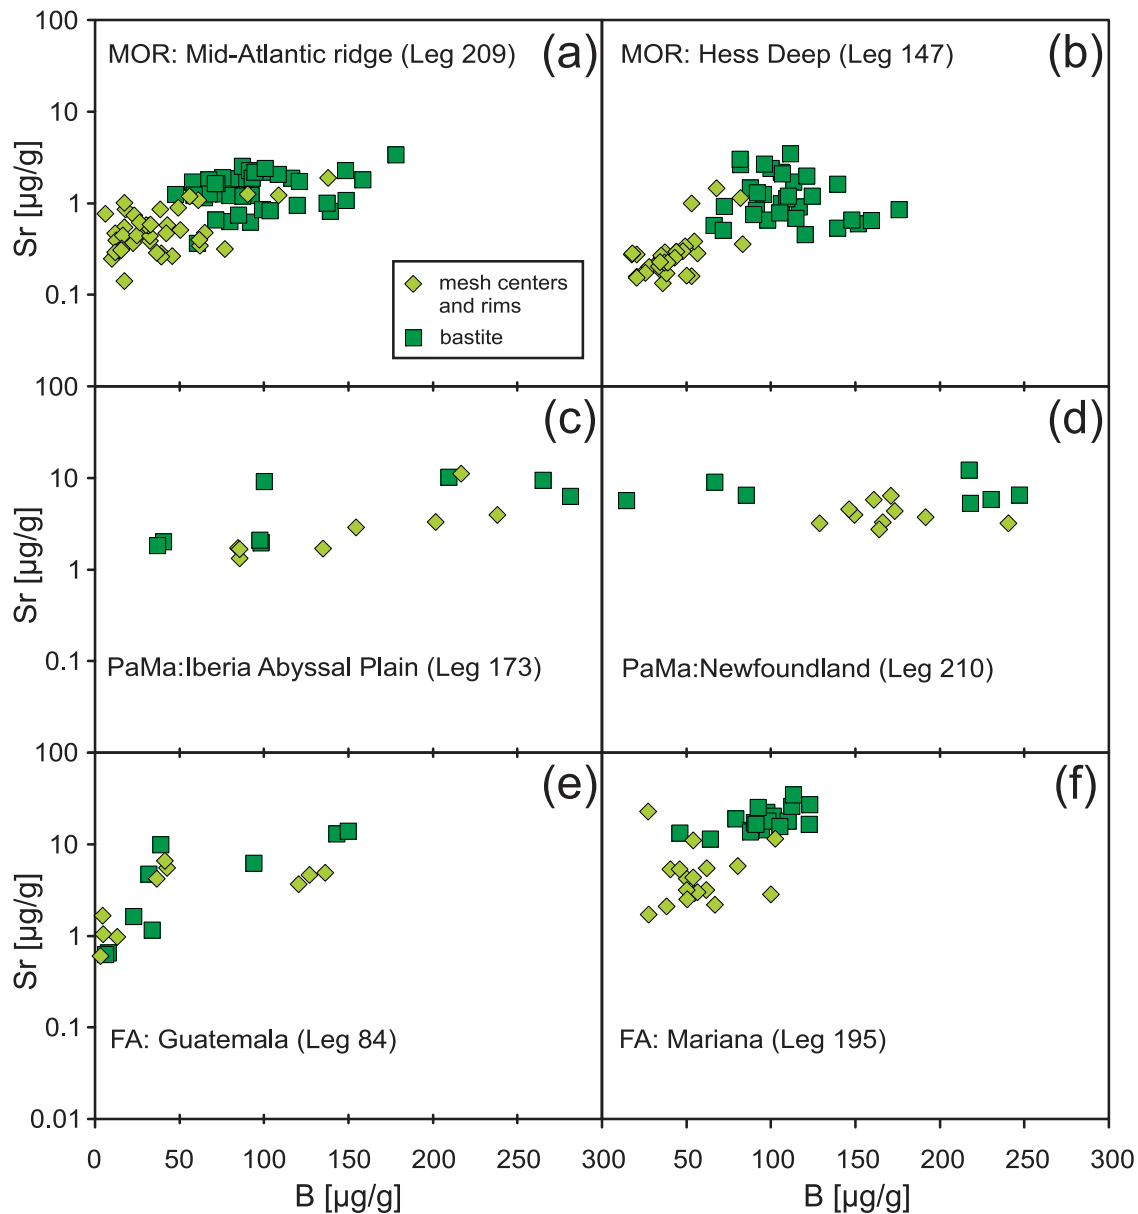 100
10
1
0.1
Sr [µg/g]
MOR: Mid-Atlantic ridge (Leg 209)
(a)
mesh centers
and rims
bastite
MOR: Hess Deep (Leg 147)
(b)
100
10
1
0.1
Sr [µg/g]
(c)
PaMa:Iberia Abyssal Plain (Leg 173)
(d)
PaMa:Newfoundland (Leg 210)
100
10
1
0.1
0.01
Sr [µg/g]
(e)
FA: Guatemala (Leg 84)
(f)
FA: Mariana (Leg 195)
0 50 100 150 200 250 300 50 100 150 200 250 300
B [µg/g]
B [µg/g]